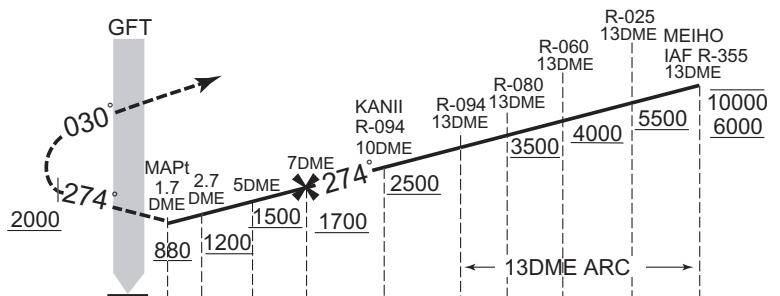 GFT
030°
274°
2000
MAPt
1.7
DME
880
2.7
DME
1200
5DME
1500
7DME
274°
1700
KANII
R-094
10DME
2500
R-094
13DME
R-080
13DME
3500
R-060
13DME
4000
R-025
13DME
5500
MEIHO
IAF R-355
13DME
10000
6000
13DME ARC